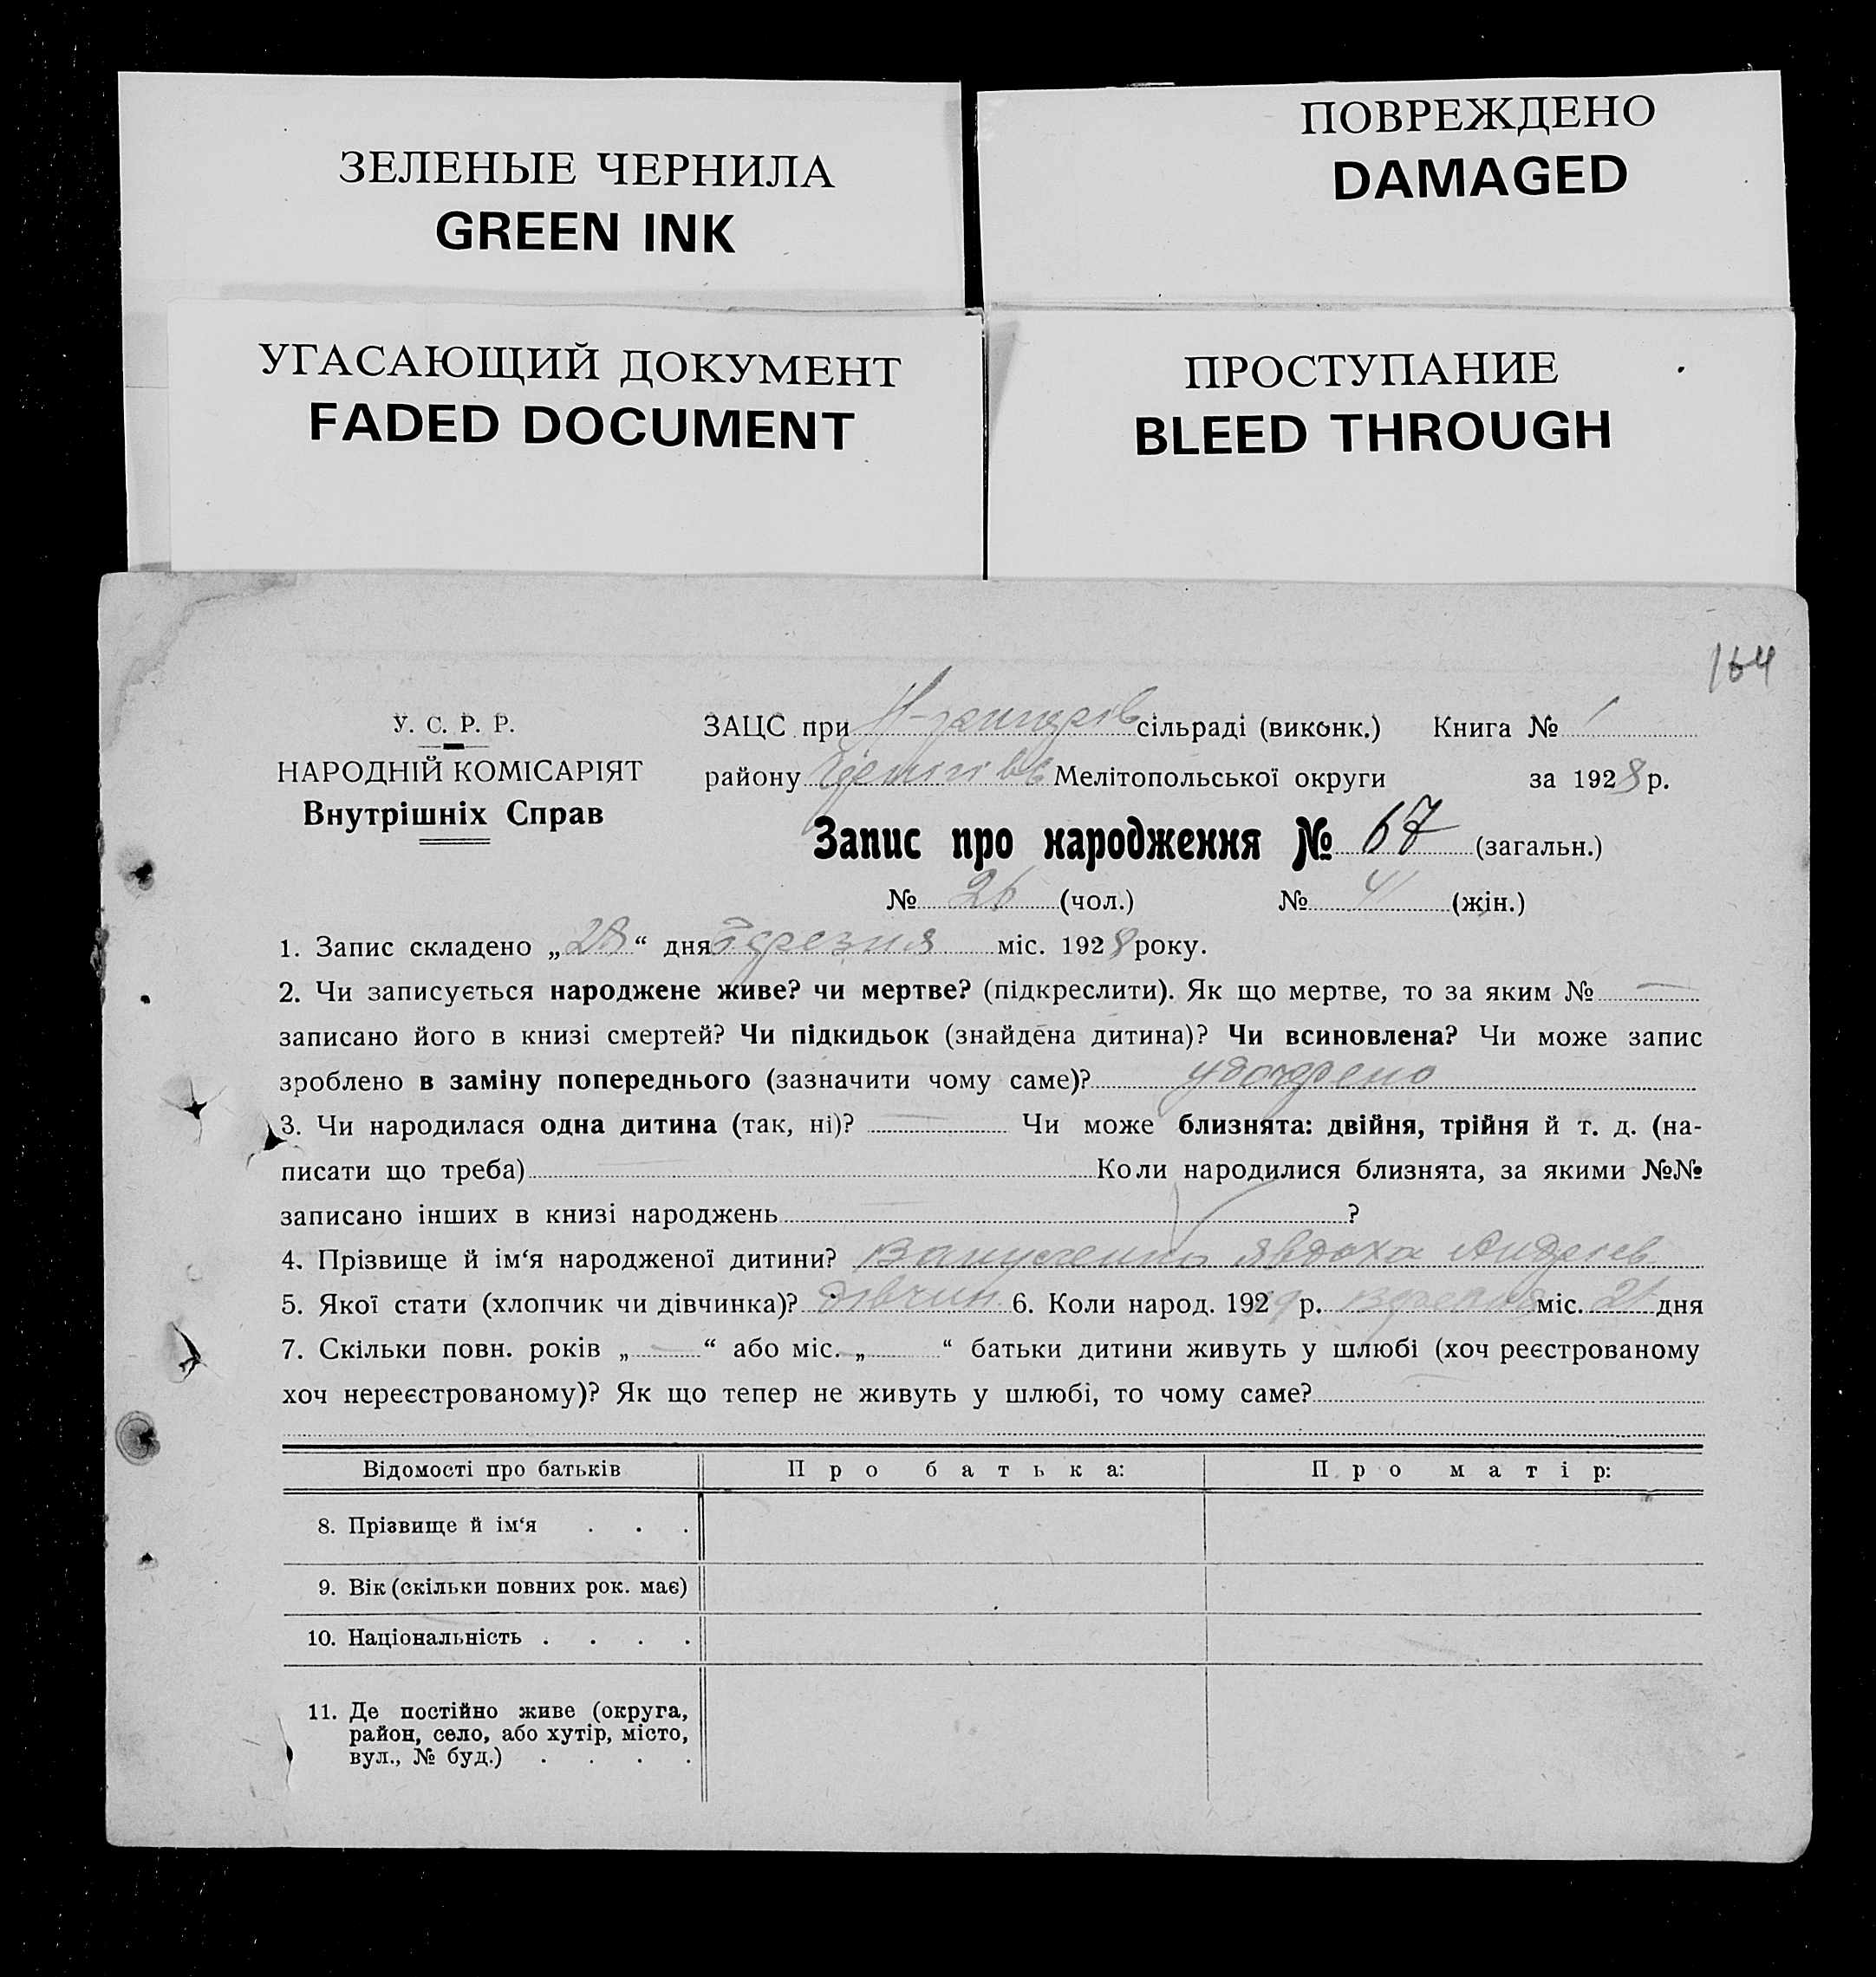 ЗЕЛЕНЫЕ ЧЕРНИЛА
GREEN INK
ПОВРЕЖДЕНО
DAMAGED
УГАСАЮЩИЙ ДОКУМЕНТ
FADED DOCUMENT
ПРОСТУПАНИЕ
BLEED THROUGH
164
У. С. Р. Р.
НАРОДНІЙ КОМІСАРІЯТ
Внутрішніх Справ
ЗАЦС при сільраді (виконк.) Книга № 1
району Мелітопольської округи за 1928 р.
Запис про народження № 67 (загальн.)
№ 26 (чол.) № 41 (жін.)
1. Запис складено „28“ дня березня міс. 1928 року.
2. Чи записується народжене живе? чи мертве? (підкреслити). Як що мертве, то за яким № —
записано його в книзі смертей? Чи підкидьок (знайдена дитина)? Чи всиновлена? Чи може запис
зроблено в заміну попереднього (зазначити чому саме)? удочерено
3. Чи народилася одна дитина (так, ні)? — Чи може близнята: двійня, трійня й т. д. (на-
писати що треба) — Коли народилися близнята, за якими №№
записано інших в книзі народжень — ?
4. Прізвище й ім‘я народженої дитини? Явдоха Андрієв.
5. Якої стати (хлопчик чи дівчинка)? дівчин 6. Коли народ. 192 р. міс. 21 дня
7. Скільки повн. років „ — “ або міс. „ — “ батьки дитини живуть у шлюбі (хоч реєстрованому
хоч нереєстрованому)? Як що тепер не живуть у шлюбі, то чому саме?
Відомості про батьків
Про батька:
Про матір:
8. Прізвище й ім‘я . . .
9. Вік (скільки повних рок. має)
10. Національність . . . .
11. Де постійно живе (округа,
район, село, або хутір, місто,
вул., № буд.) . . . .